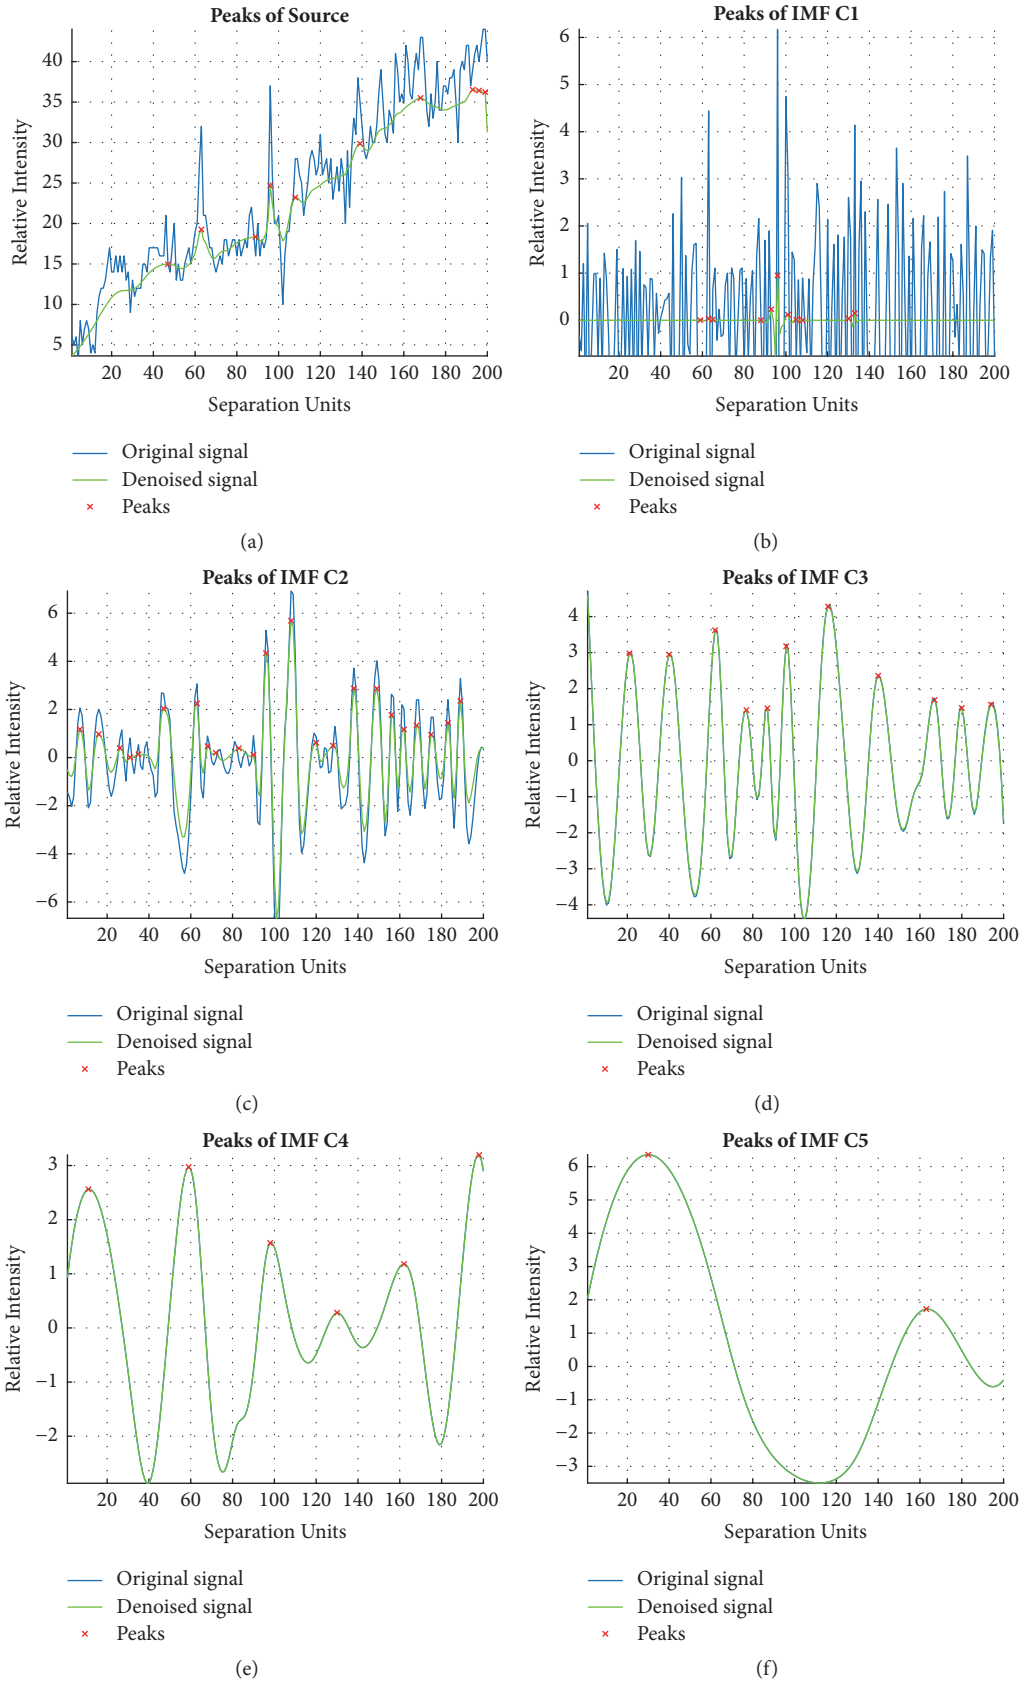 Peaks of Source
Relative Intensity
40
35
30
25
20
15
10
5
20 40 60 80 100 120 140 160 180 200
Separation Units
Original signal
Denoised signal
Peaks
(a)
Peaks of IMF C1
Relative Intensity
6
5
4
3
2
1
0
20 40 60 80 100 120 140 160 180 200
Separation Units
Original signal
Denoised signal
Peaks
(b)
Peaks of IMF C2
Relative Intensity
6
4
2
0
−2
−4
−6
20 40 60 80 100 120 140 160 180 200
Separation Units
Original signal
Denoised signal
Peaks
(c)
Peaks of IMF C3
Relative Intensity
4
3
2
1
0
−1
−2
−3
−4
20 40 60 80 100 120 140 160 180 200
Separation Units
Original signal
Denoised signal
Peaks
(d)
Peaks of IMF C4
Relative Intensity
3
2
1
0
−1
−2
20 40 60 80 100 120 140 160 180 200
Separation Units
Original signal
Denoised signal
Peaks
(e)
Peaks of IMF C5
Relative Intensity
6
5
4
3
2
1
0
−1
−2
−3
20 40 60 80 100 120 140 160 180 200
Separation Units
Original signal
Denoised signal
Peaks
(f)